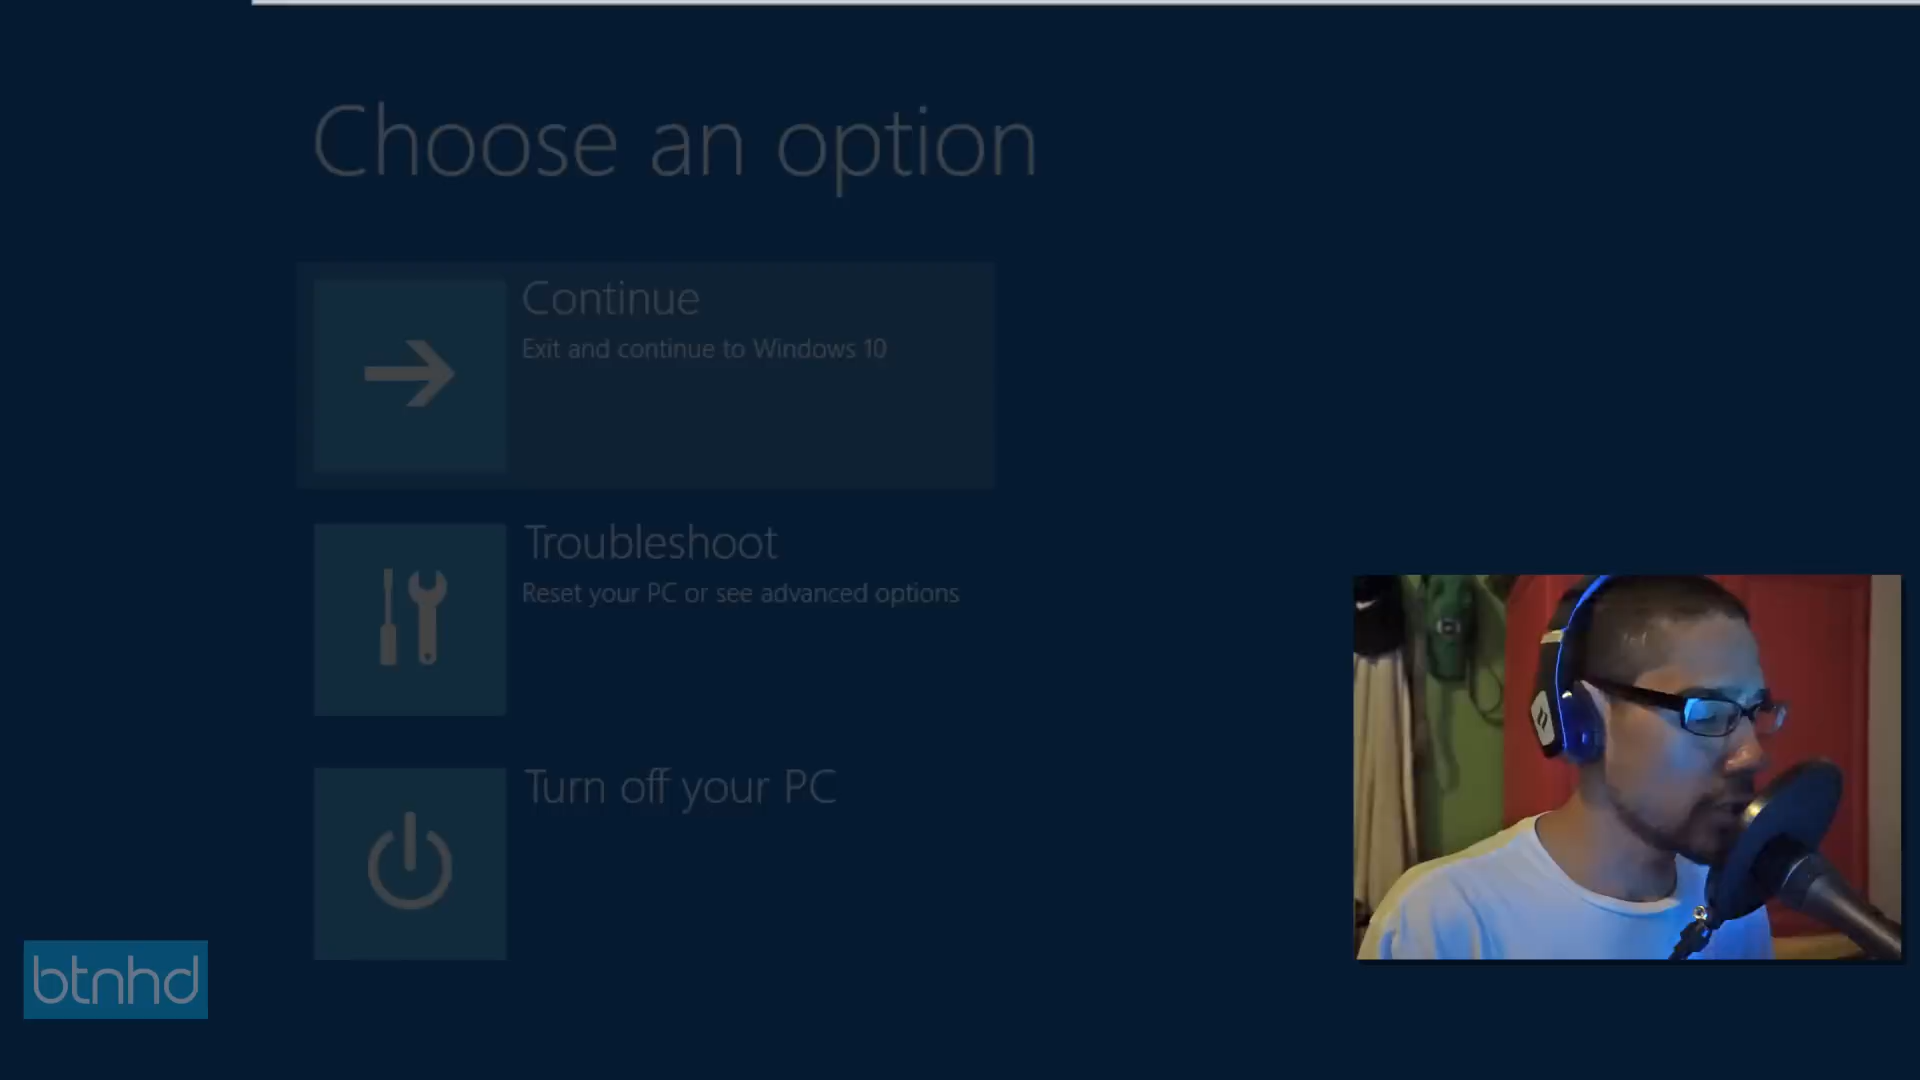 Choose an option
Continue
Exit and continue to Windows 10
Troubleshoot
Reset your PC or see advanced options
Turn off your PC
btnhd